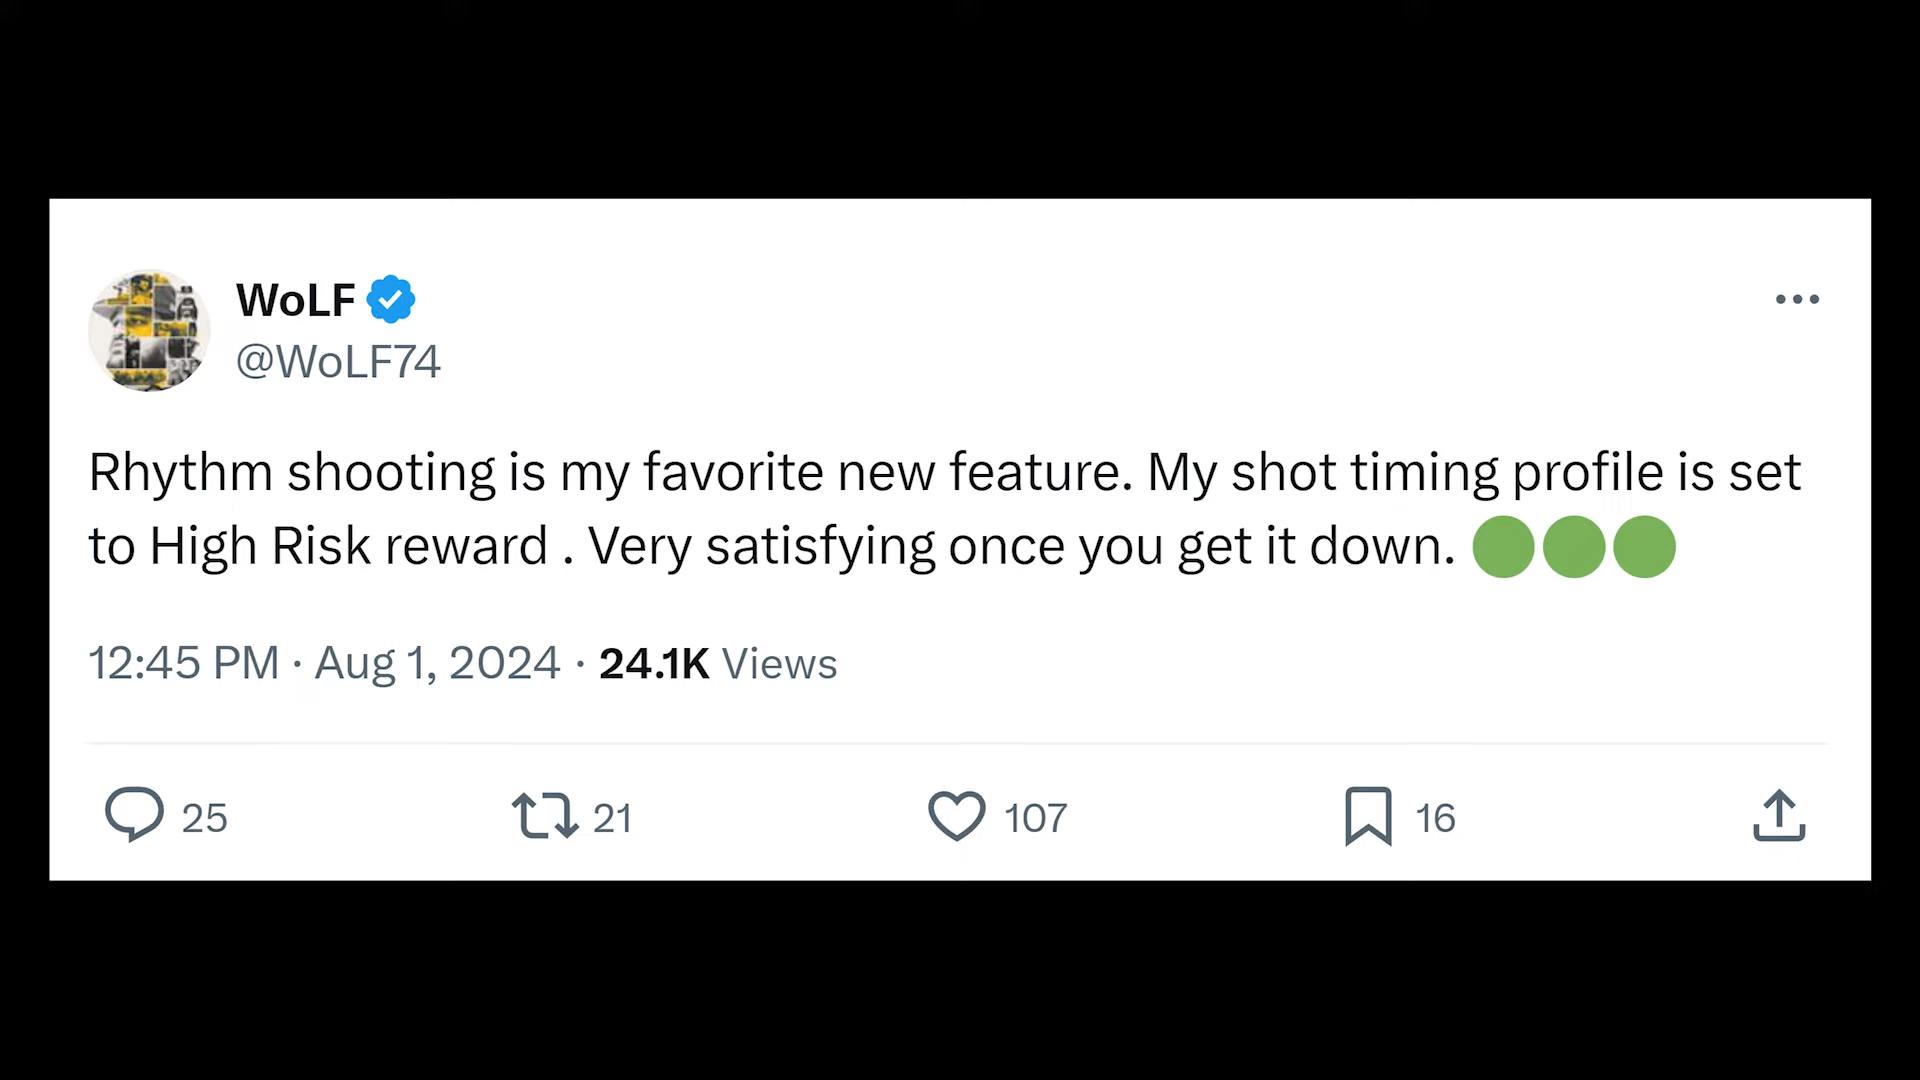 WoLF
@WoLF74
Rhythm shooting is my favorite new feature. My shot timing profile is set
to High Risk reward . Very satisfying once you get it down. 🟢🟢🟢
12:45 PM · Aug 1, 2024 · 24.1K Views
25 21 107 16